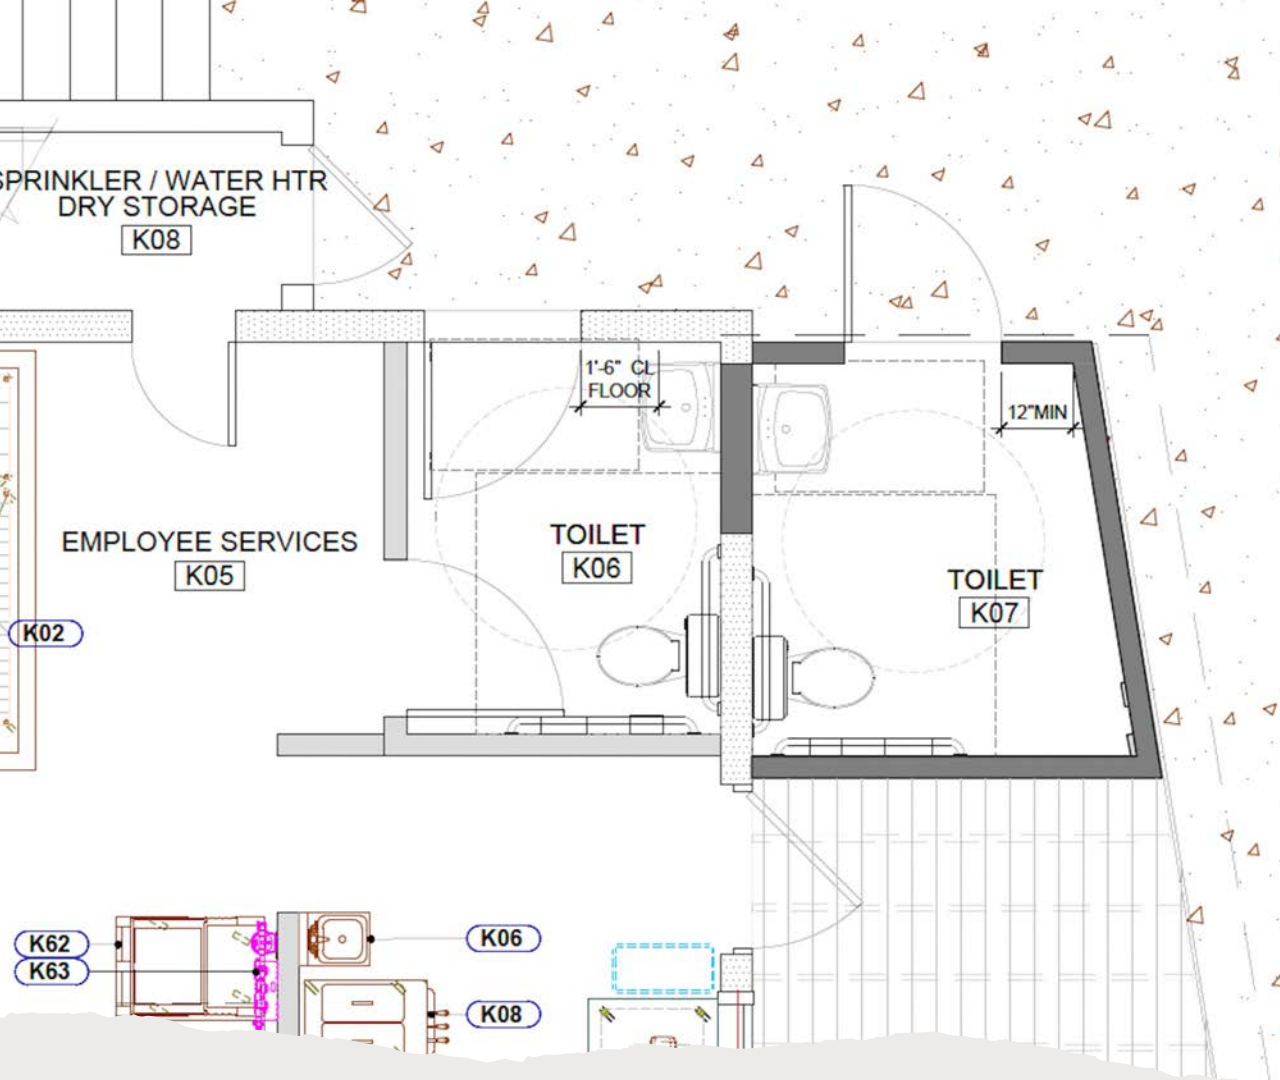 SPRINKLER / WATER HTR
DRY STORAGE
K08
1'-6" CL
FLOOR
12"MIN
EMPLOYEE SERVICES
K05
TOILET
K06
TOILET
K07
K02
K62
K63
K06
K08